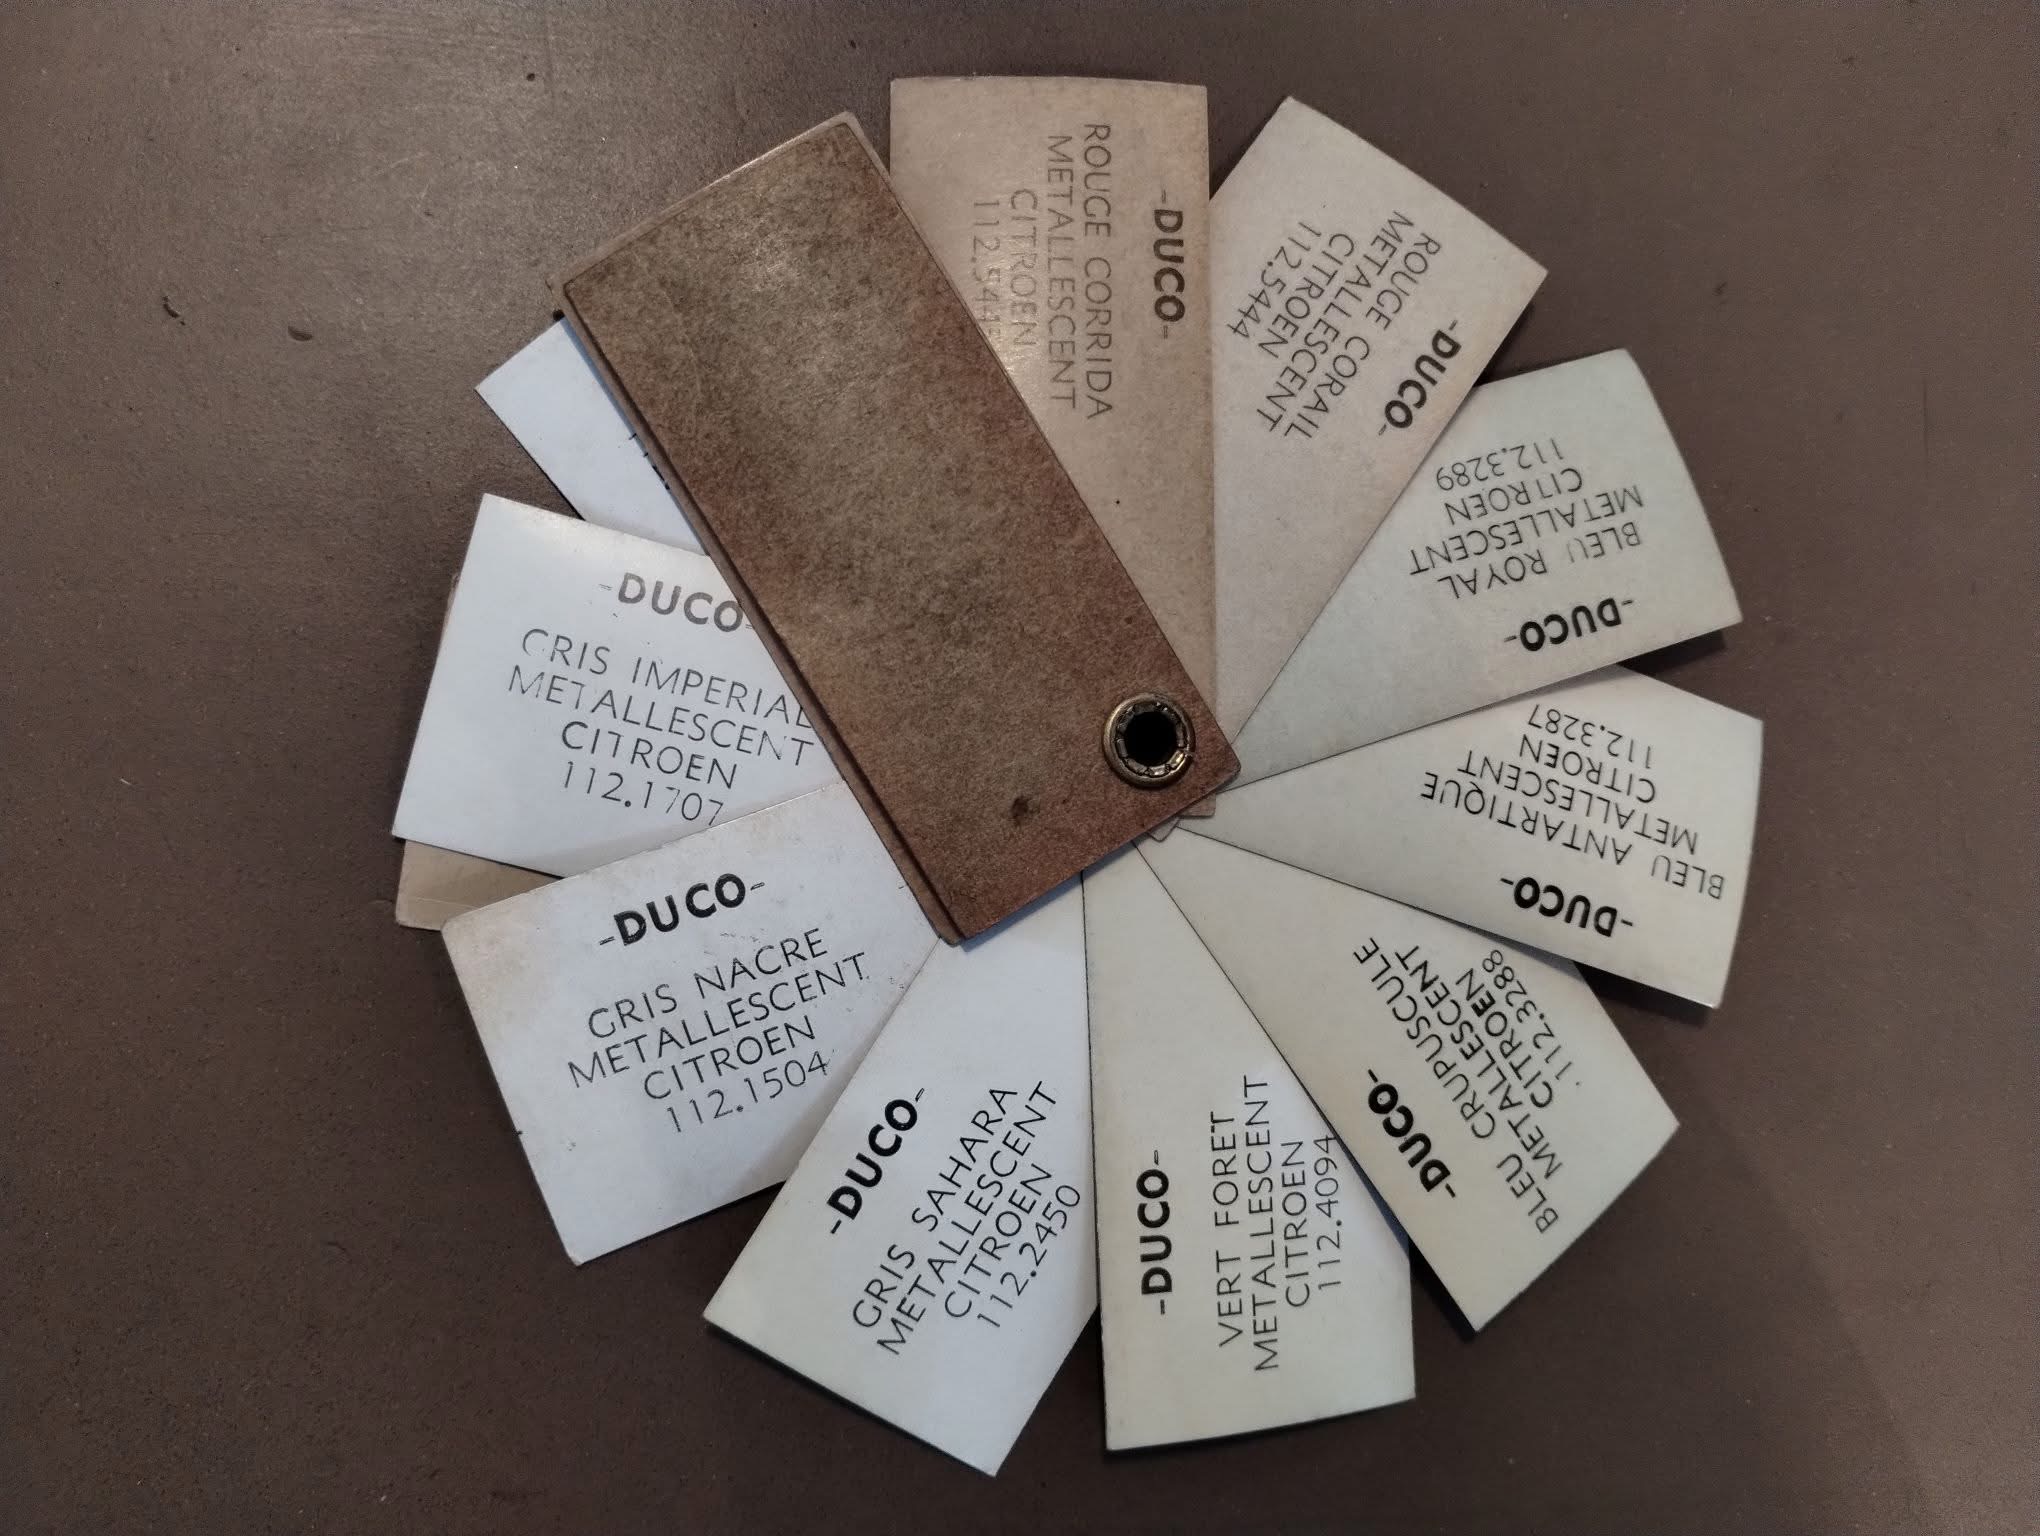 -DUCO-
ROUGE CORRIDA
METALLESCENT
CITROEN
-DUCO-
ROUGE CORAIL
METALLESCENT
CITROEN
112.5444
-DUCO-
BLEU ROYAL
METALLESCENT
CITROEN
112.3289
-DUCO-
BLEU ANTARTIQUE
METALLESCENT
CITROEN
112.3287
-DUCO-
BLEU CRUPUSCULE
METALLESCENT
CITROEN
112.3288
-DUCO-
VERT FORET
METALLESCENT
CITROEN
112.4094
-DUCO-
GRIS SAHARA
METALLESCENT
CITROEN
112.2450
-DUCO-
GRIS NACRE
METALLESCENT
CITROEN
112.1504
-DUCO-
GRIS IMPERIAL
METALLESCENT
CITROEN
112.1707